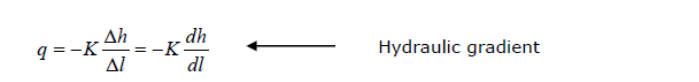 q = −K Δh/Δl = −K dh/dl ← Hydraulic gradient